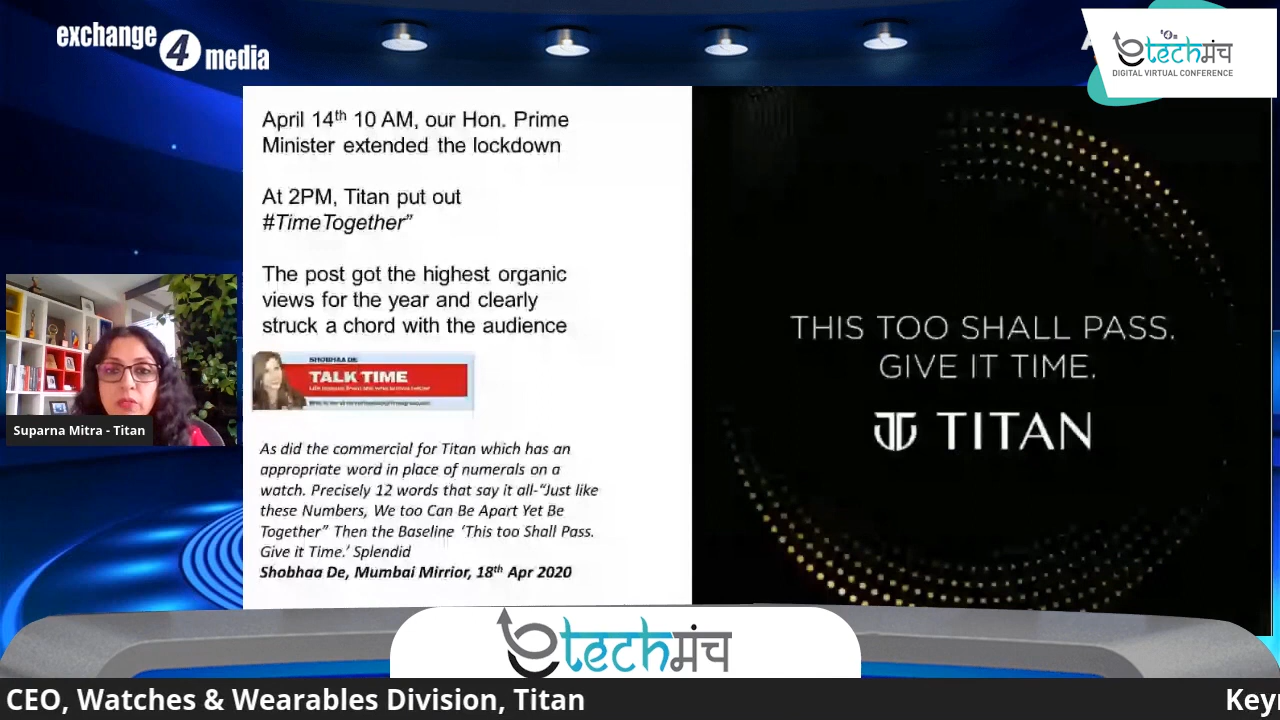 exchange
4
media
techमंच
DIGITAL VIRTUAL CONFERENCE
April 14th 10 AM, our Hon. Prime
Minister extended the lockdown
At 2PM, Titan put out
#TimeTogether”
The post got the highest organic
views for the year and clearly
struck a chord with the audience
SHOBHAA DE
TALK TIME
As did the commercial for Titan which has an
appropriate word in place of numerals on a
watch. Precisely 12 words that say it all-“Just like
these Numbers, We too Can Be Apart Yet Be
Together” Then the Baseline ‘This too Shall Pass.
Give it Time.’ Splendid
Shobhaa De, Mumbai Mirrior, 18th Apr 2020
THIS TOO SHALL PASS.
GIVE IT TIME.
TITAN
Suparna Mitra - Titan
techमंच
CEO, Watches & Wearables Division, Titan